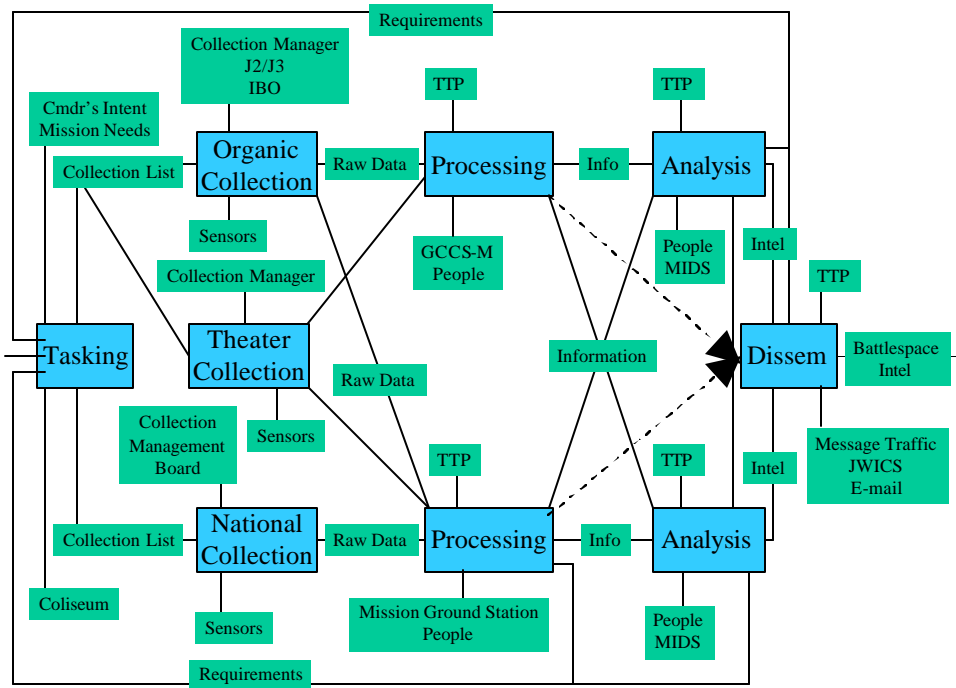 Requirements
Collection Manager
J2/J3
IBO
TTP
TTP
Cmdr's Intent
Mission Needs
Organic
Collection
Raw Data
Processing
Info
Analysis
Collection List
Sensors
GCCS-M
People
People
MIDS
Intel
Collection Manager
TTP
Tasking
Theater
Collection
Information
Dissem
Battlespace
Intel
Raw Data
Sensors
Collection
Management
Board
TTP
TTP
Intel
Message Traffic
JWICS
E-mail
Collection List
National
Collection
Raw Data
Processing
Info
Analysis
Coliseum
Sensors
Mission Ground Station
People
People
MIDS
Requirements